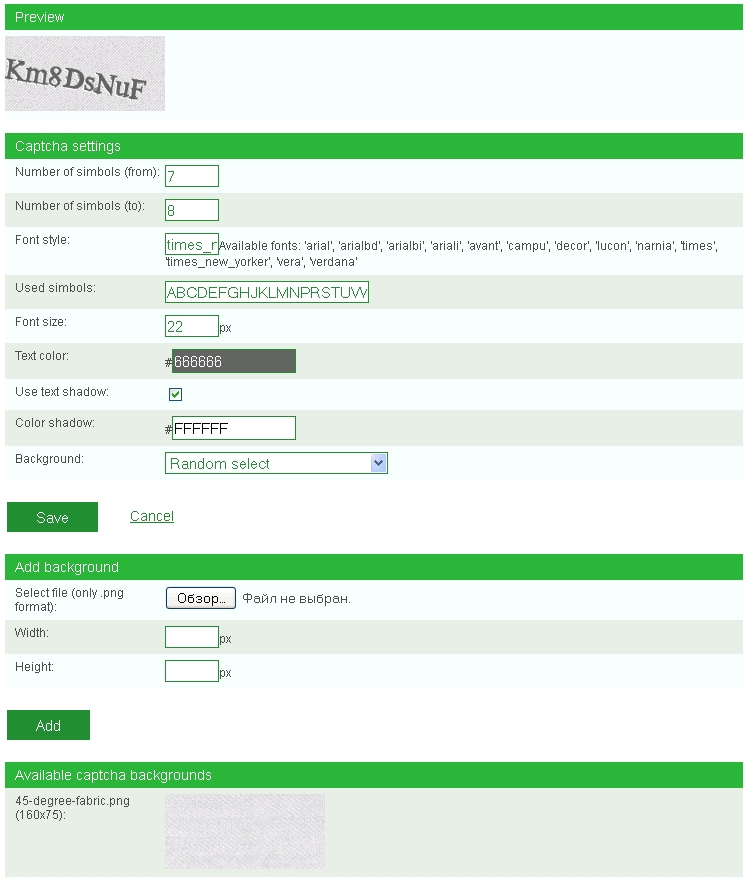 Preview
Km8DsNuF
Captcha settings
Number of simbols (from): 7
Number of simbols (to): 8
Font style: times_r Available fonts: 'arial', 'arialbd', 'arialbi', 'ariali', 'avant', 'campu', 'decor', 'lucon', 'narnia', 'times',
'times_new_yorker', 'vera', 'verdana'
Used simbols: ABCDEFGHJKLMNPRSTUVW
Font size: 22 px
Text color: #666666
Use text shadow:
Color shadow: #FFFFFF
Background: Random select
Save Cancel
Add background
Select file (only .png
format): Обзор... Файл не выбран.
Width: px
Height: px
Add
Available captcha backgrounds
45-degree-fabric.png
(160x75):